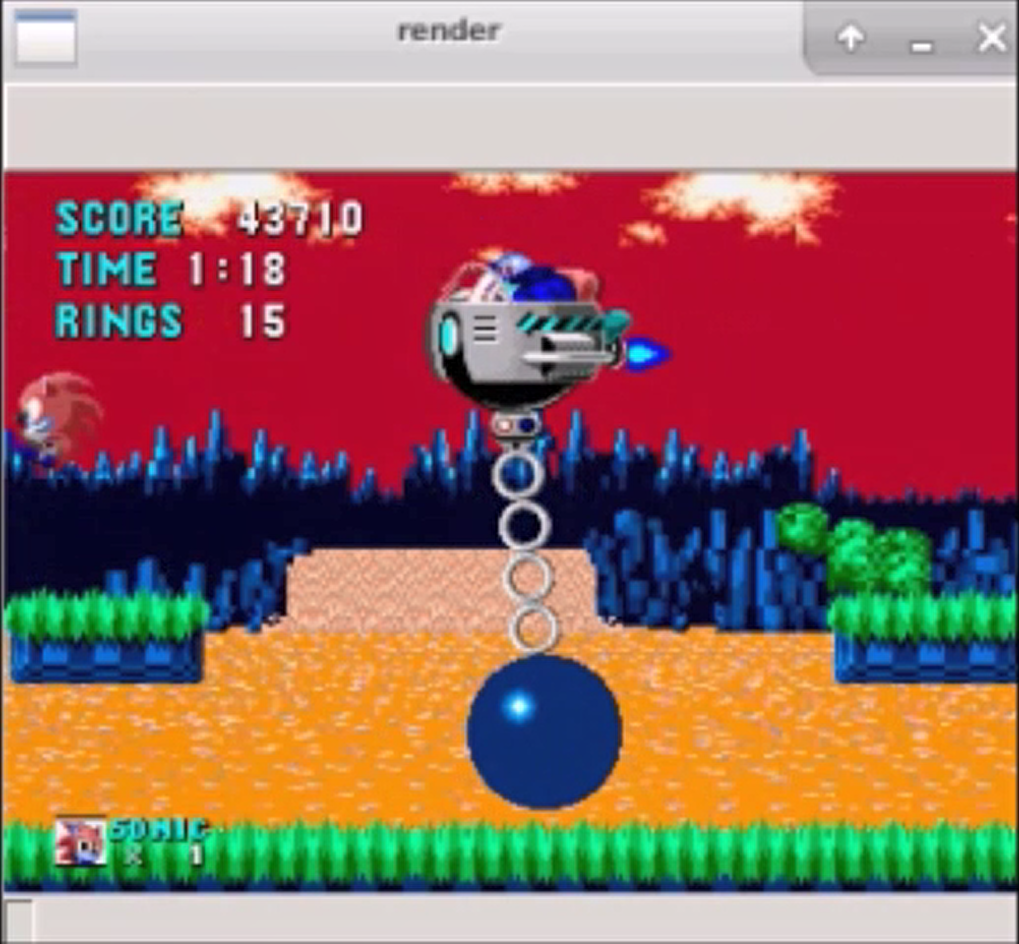 render
SCORE 43710
TIME 1:18
RINGS 15
SONIC
X 1